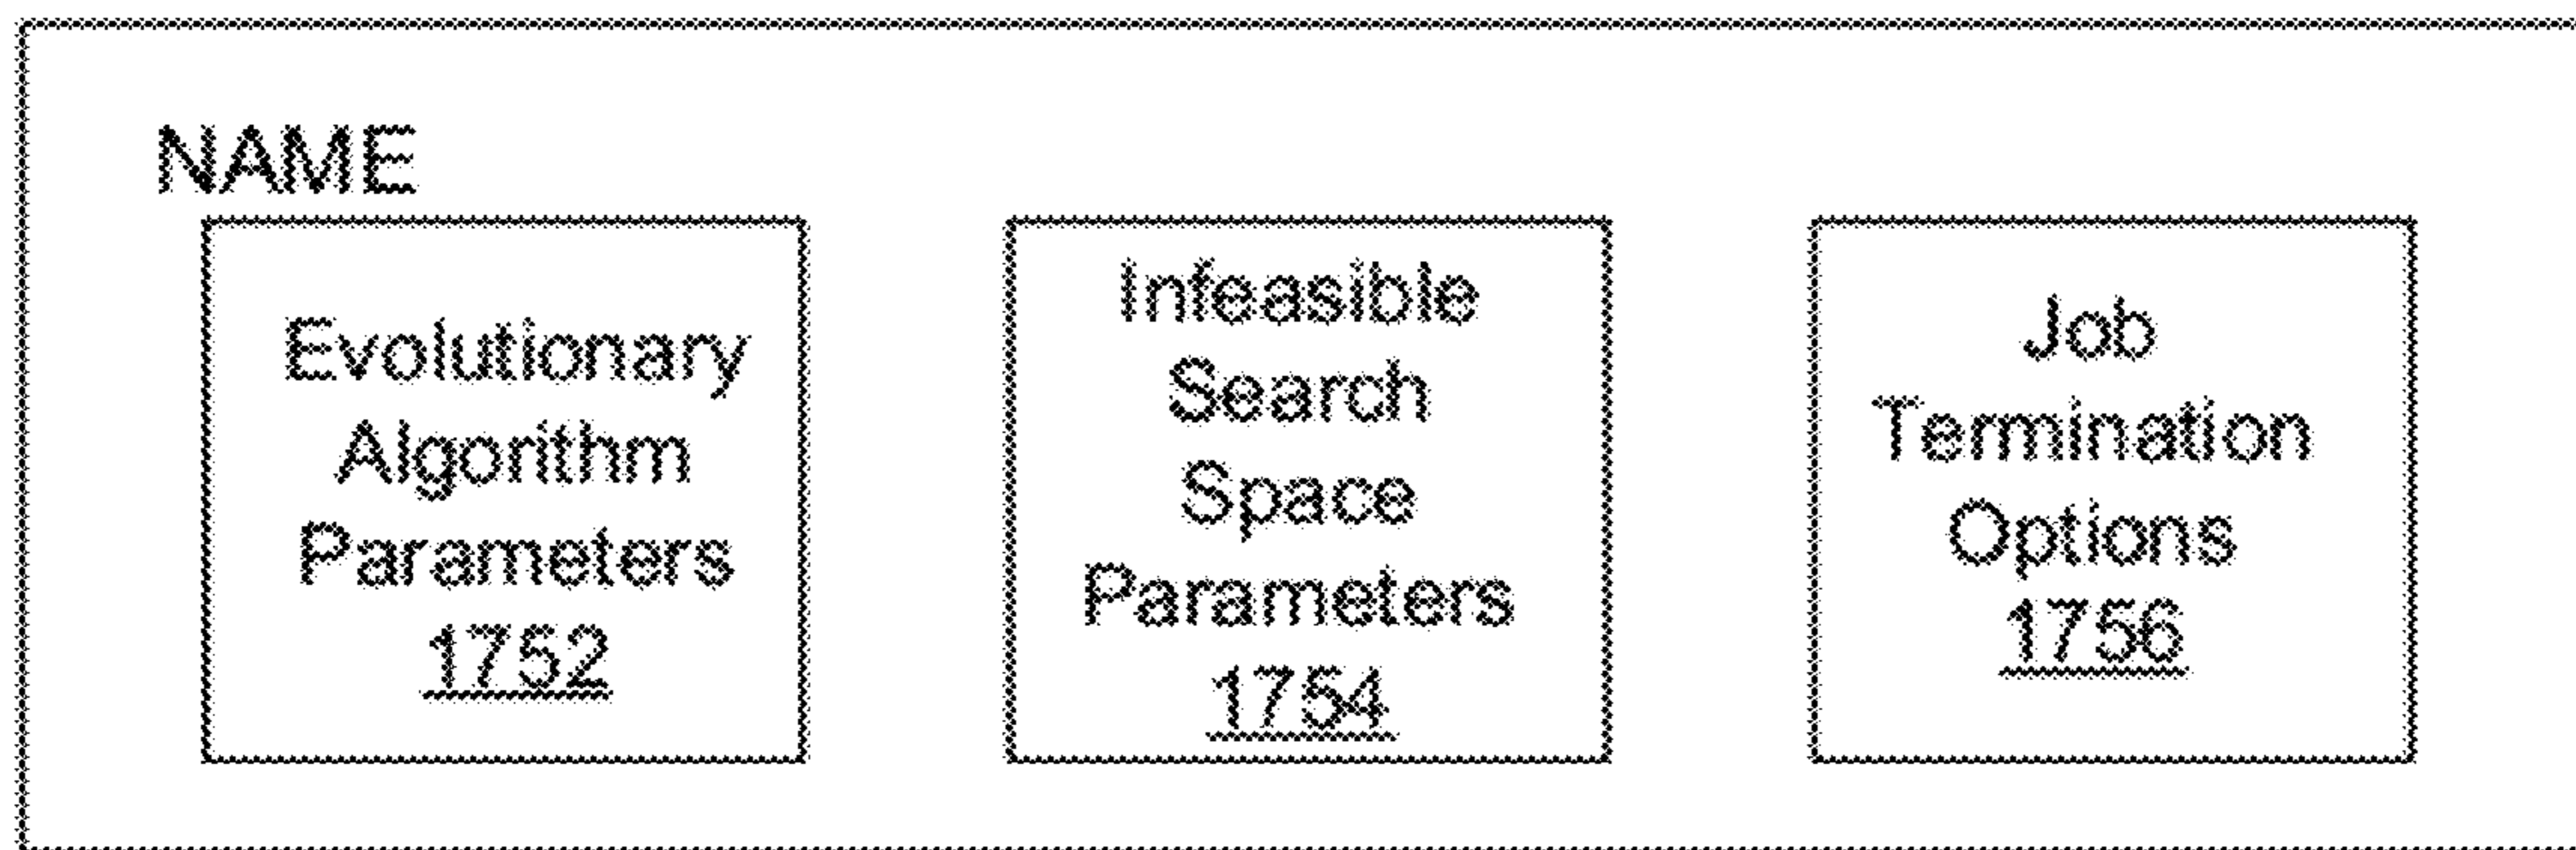 NAME
Evolutionary
Algorithm
Parameters
1752
Infeasible
Search
Space
Parameters
1754
Job
Termination
Options
1756